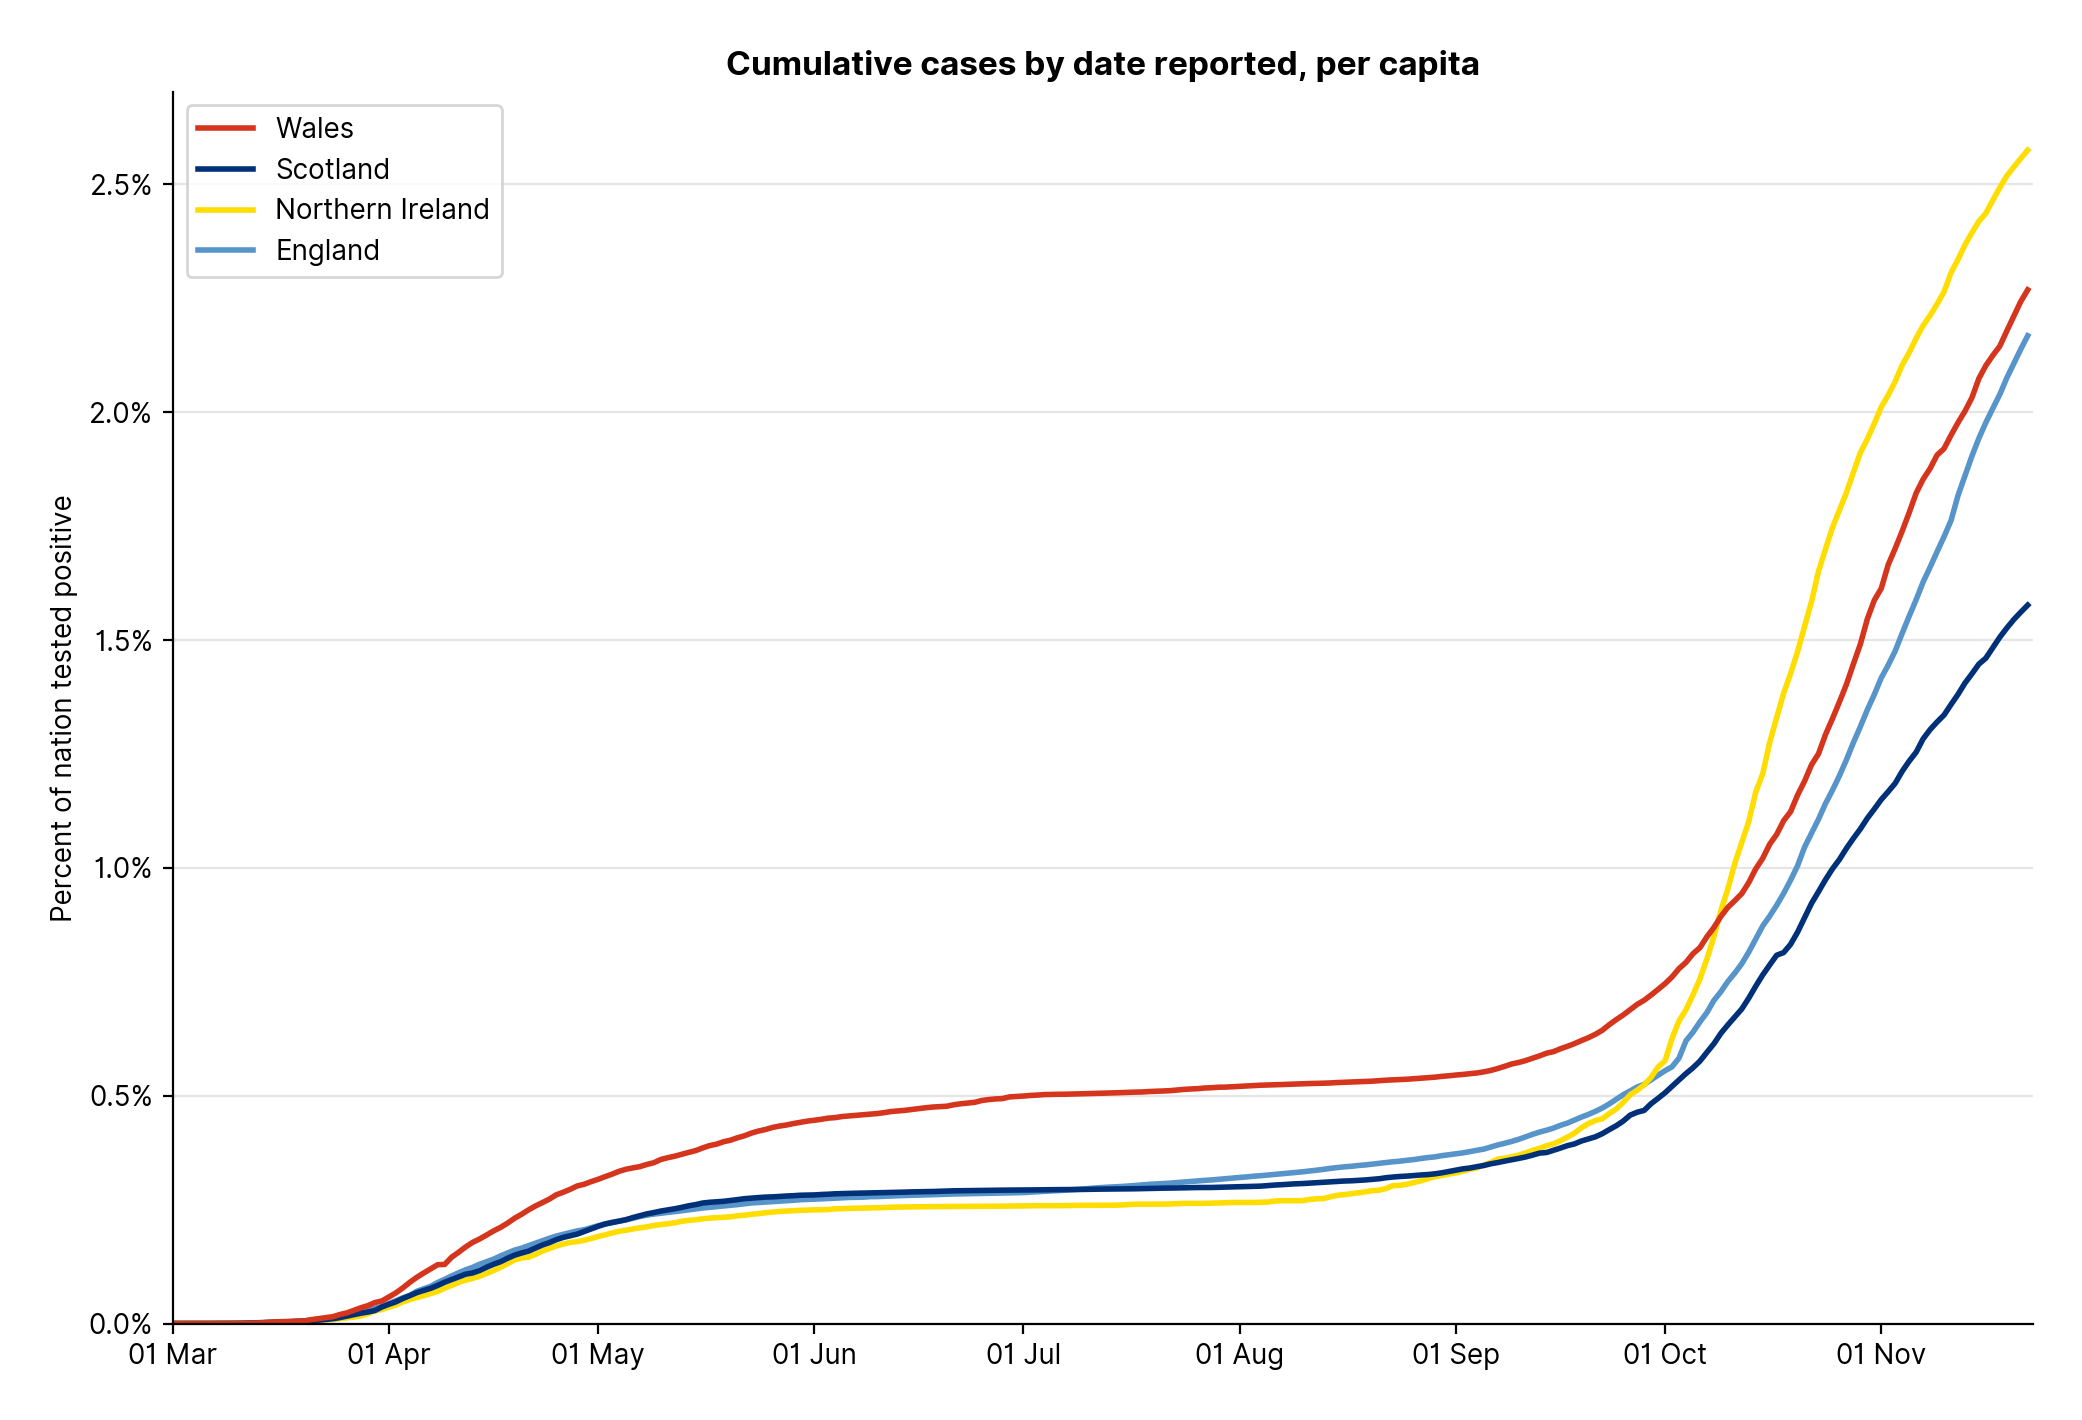 Cumulative cases by date reported, per capita
Wales
Scotland
Northern Ireland
England
Percent of nation tested positive
2.5%
2.0%
1.5%
1.0%
0.5%
0.0%
01 Mar
01 Apr
01 May
01 Jun
01 Jul
01 Aug
01 Sep
01 Oct
01 Nov